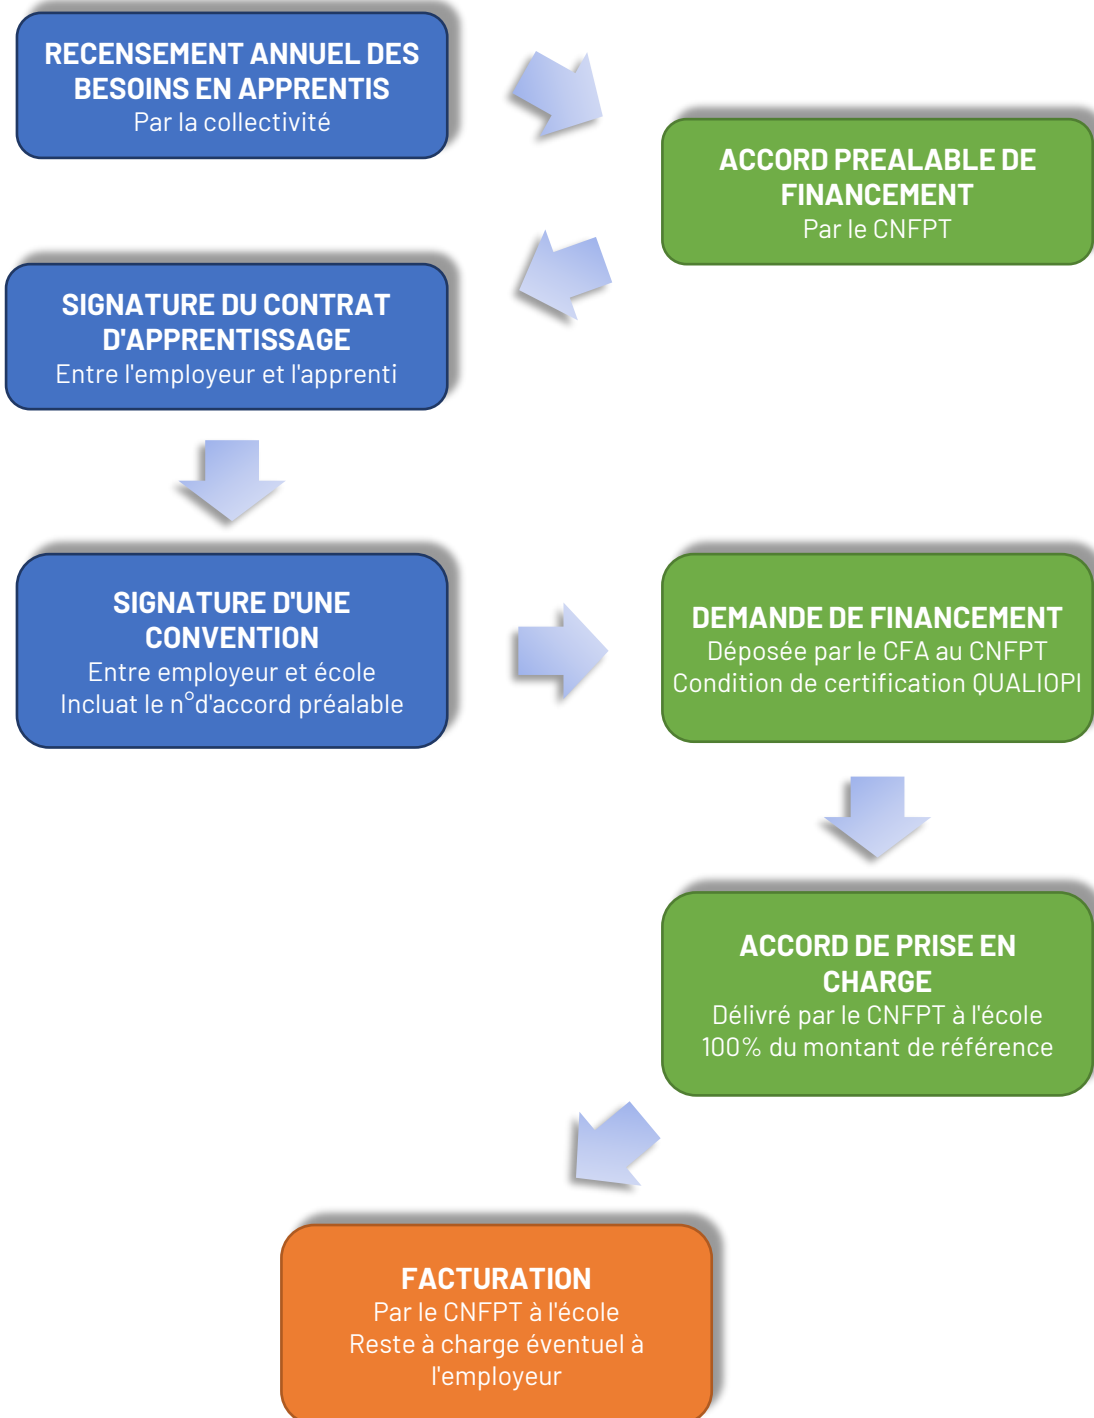 RECENSEMENT ANNUEL DES
BESOINS EN APPRENTIS
Par la collectivité
ACCORD PREALABLE DE
FINANCEMENT
Par le CNFPT
SIGNATURE DU CONTRAT
D'APPRENTISSAGE
Entre l'employeur et l'apprenti
SIGNATURE D'UNE
CONVENTION
Entre employeur et école
Incluat le n°d'accord préalable
DEMANDE DE FINANCEMENT
Déposée par le CFA au CNFPT
Condition de certification QUALIOPI
ACCORD DE PRISE EN
CHARGE
Délivré par le CNFPT à l'école
100% du montant de référence
FACTURATION
Par le CNFPT à l'école
Reste à charge éventuel à
l'employeur